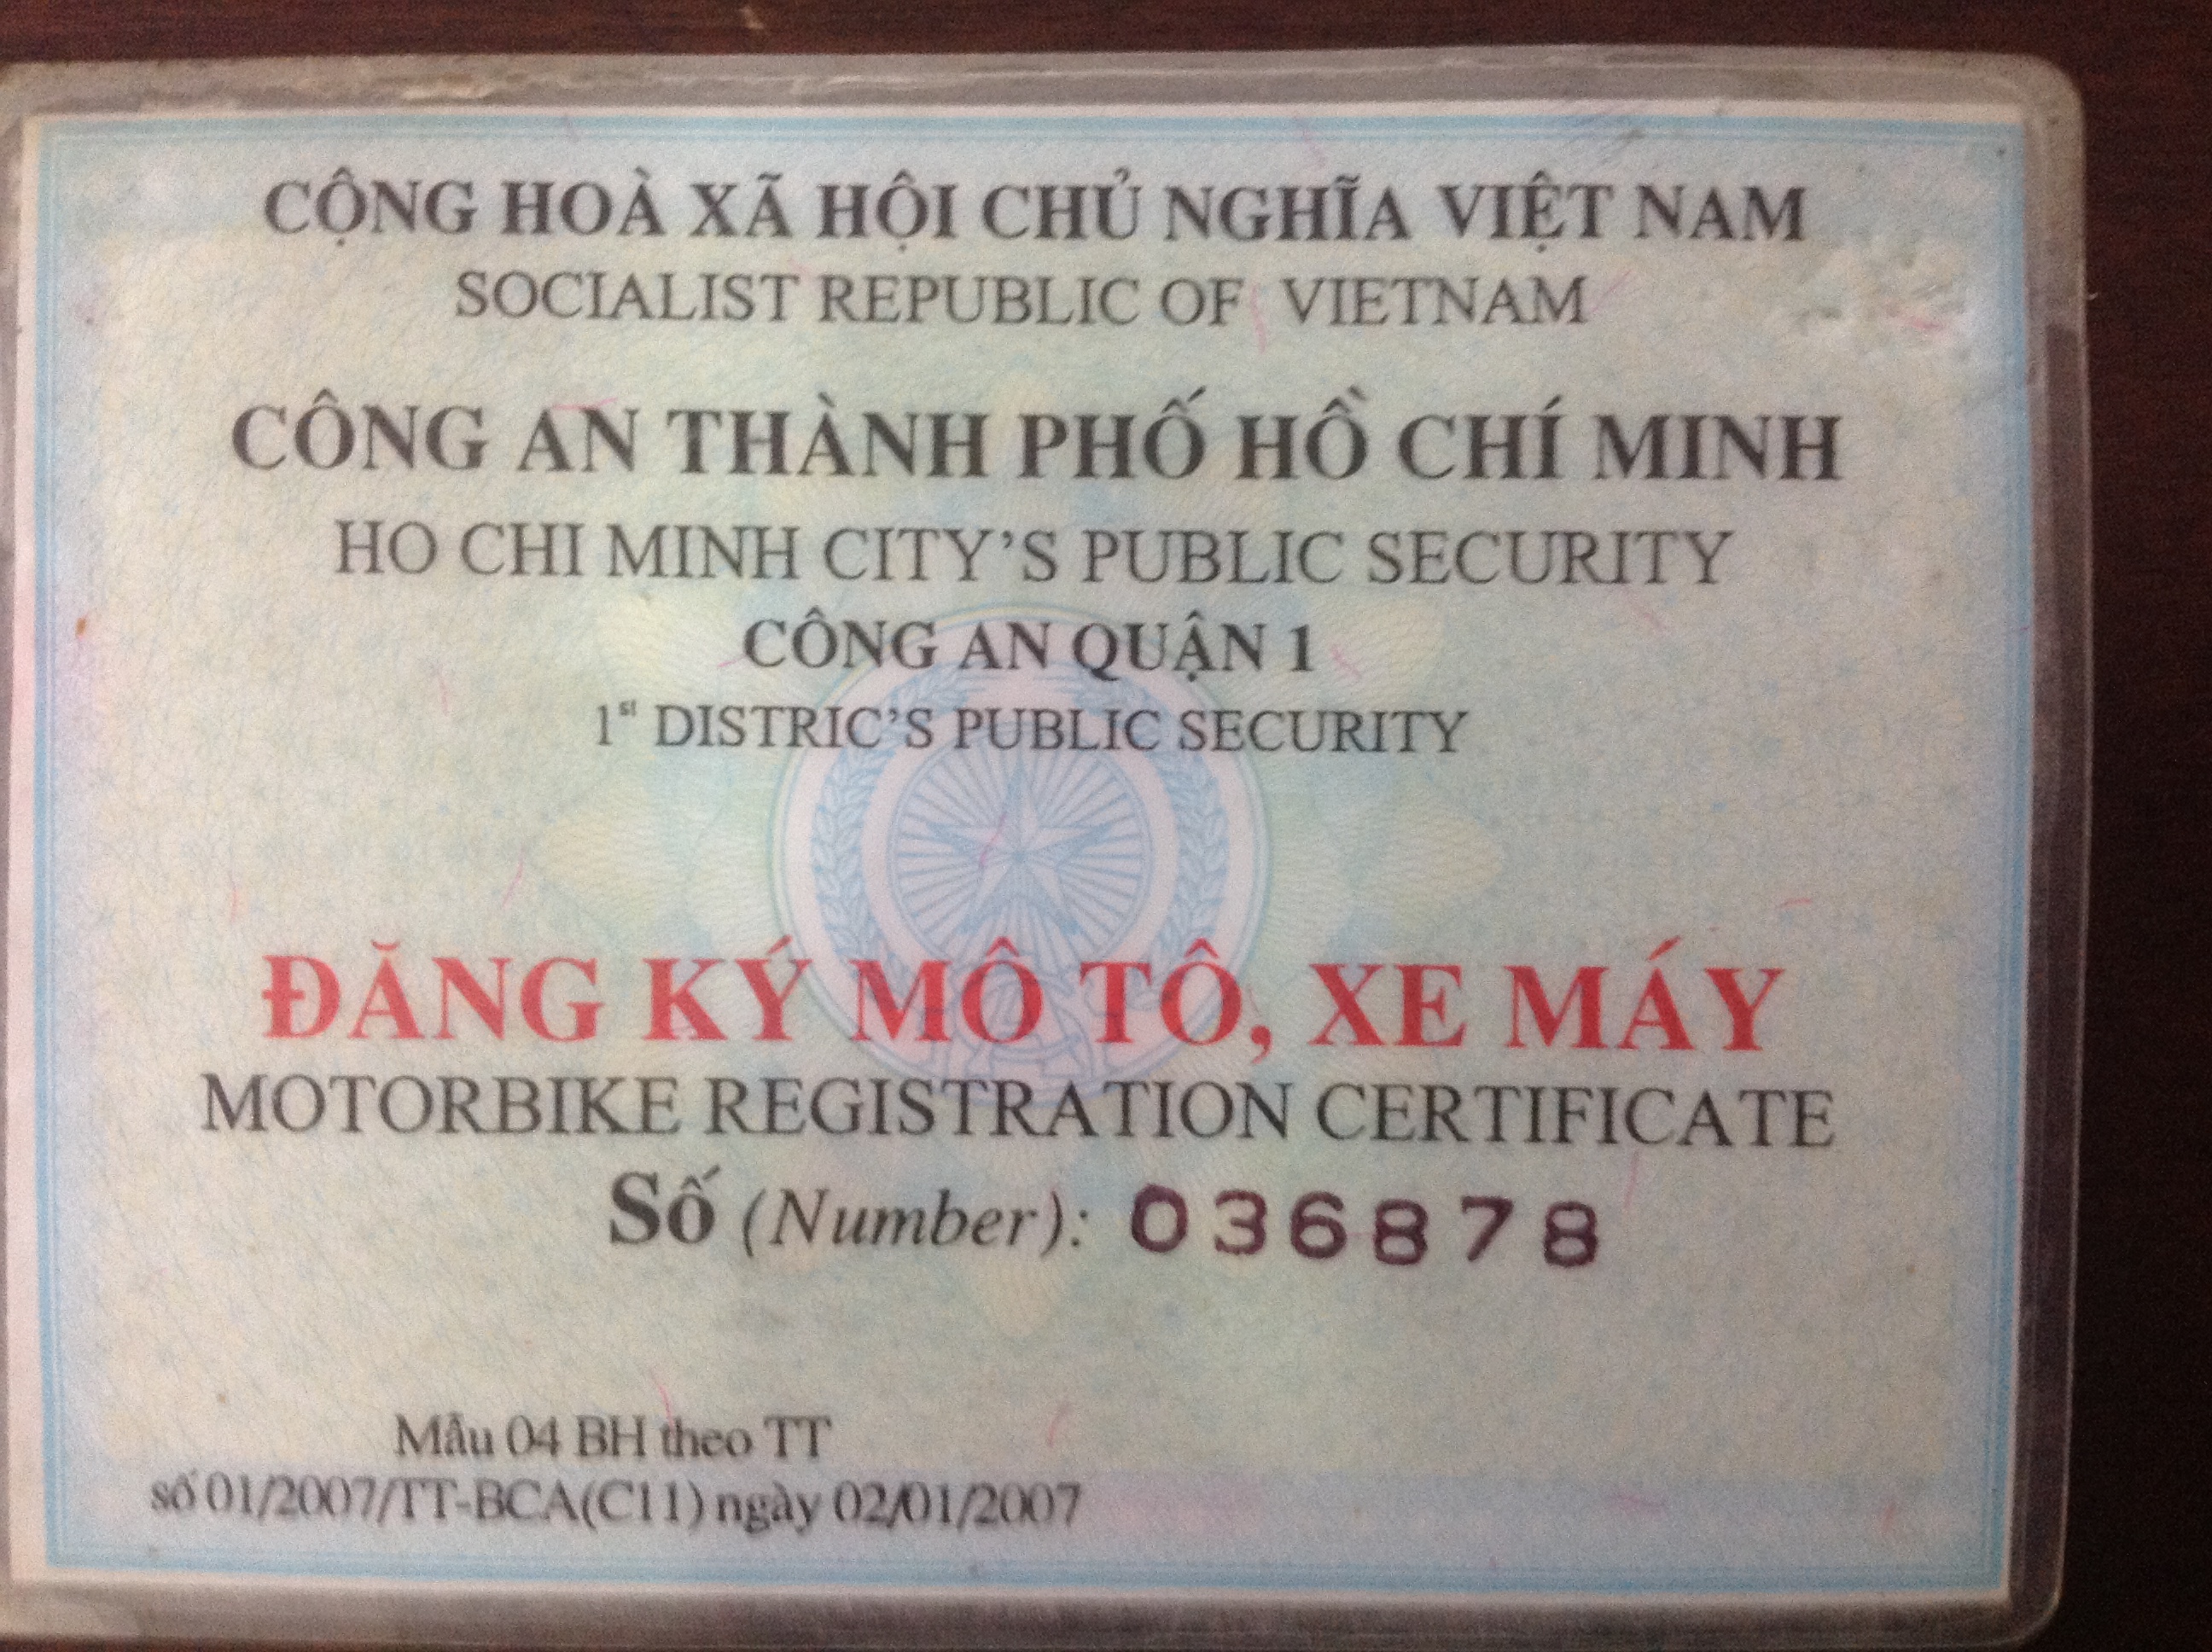 CỘNG HOÀ XÃ HỘI CHỦ NGHĨA VIỆT NAM
SOCIALIST REPUBLIC OF VIETNAM
CÔNG AN THÀNH PHỐ HỒ CHÍ MINH
HO CHI MINH CITY'S PUBLIC SECURITY
CÔNG AN QUẬN 1
1st DISTRIC'S PUBLIC SECURITY
ĐĂNG KÝ MÔ TÔ, XE MÁY
MOTORBIKE REGISTRATION CERTIFICATE
Số (Number): 036878
Mẫu 04 BH theo TT
số 01/2007/TT-BCA(C11) ngày 02/01/2007